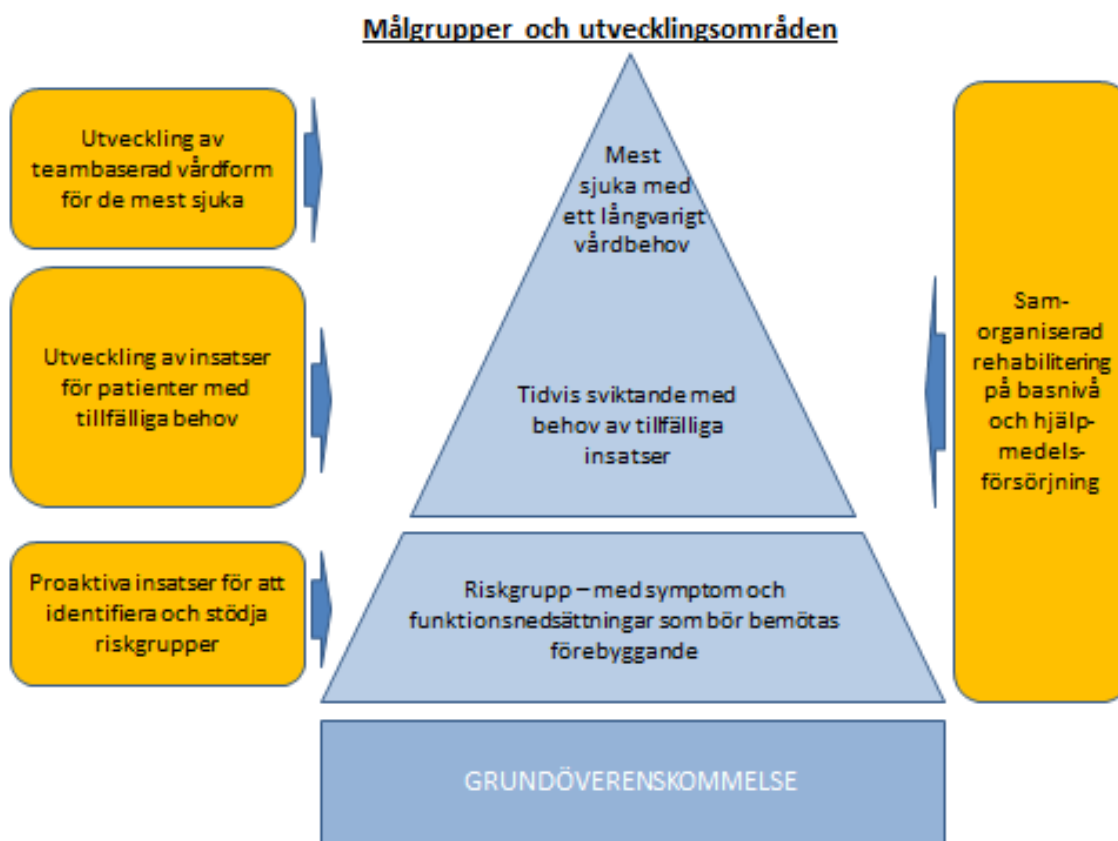 Målgrupper och utvecklingsområden
Utveckling av
teambaserad vårdform
för de mest sjuka
Mest
sjuka med
ett långvarigt
vårdbehov
Utveckling av insatser
för patienter med
tillfälliga behov
Tidvis sviktande med
behov av tillfälliga
insatser
Sam-
organiserad
rehabilitering
på basnivå
och hjälp-
medels-
försörjning
Proaktiva insatser för att
identifiera och stödja
riskgrupper
Riskgrupp – med symptom och
funktionsnedsättningar som bör bemötas
förebyggande
GRUNDÖVERENSKOMMELSE